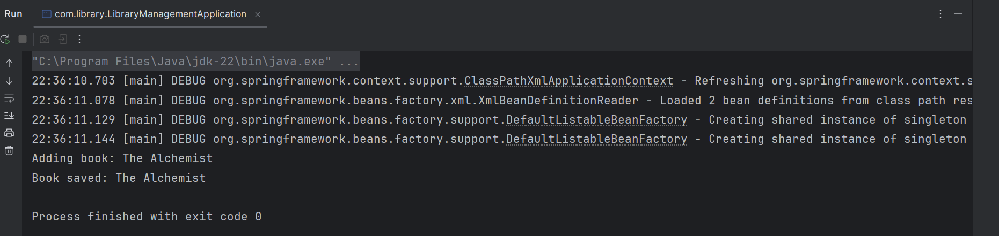 Run com.library.LibraryManagementApplication
"C:\Program Files\Java\jdk-22\bin\java.exe" ...
22:36:10.703 [main] DEBUG org.springframework.context.support.ClassPathXmlApplicationContext - Refreshing org.springframework.context.s
22:36:11.078 [main] DEBUG org.springframework.beans.factory.xml.XmlBeanDefinitionReader - Loaded 2 bean definitions from class path res
22:36:11.129 [main] DEBUG org.springframework.beans.factory.support.DefaultListableBeanFactory - Creating shared instance of singleton
22:36:11.144 [main] DEBUG org.springframework.beans.factory.support.DefaultListableBeanFactory - Creating shared instance of singleton
Adding book: The Alchemist
Book saved: The Alchemist
Process finished with exit code 0